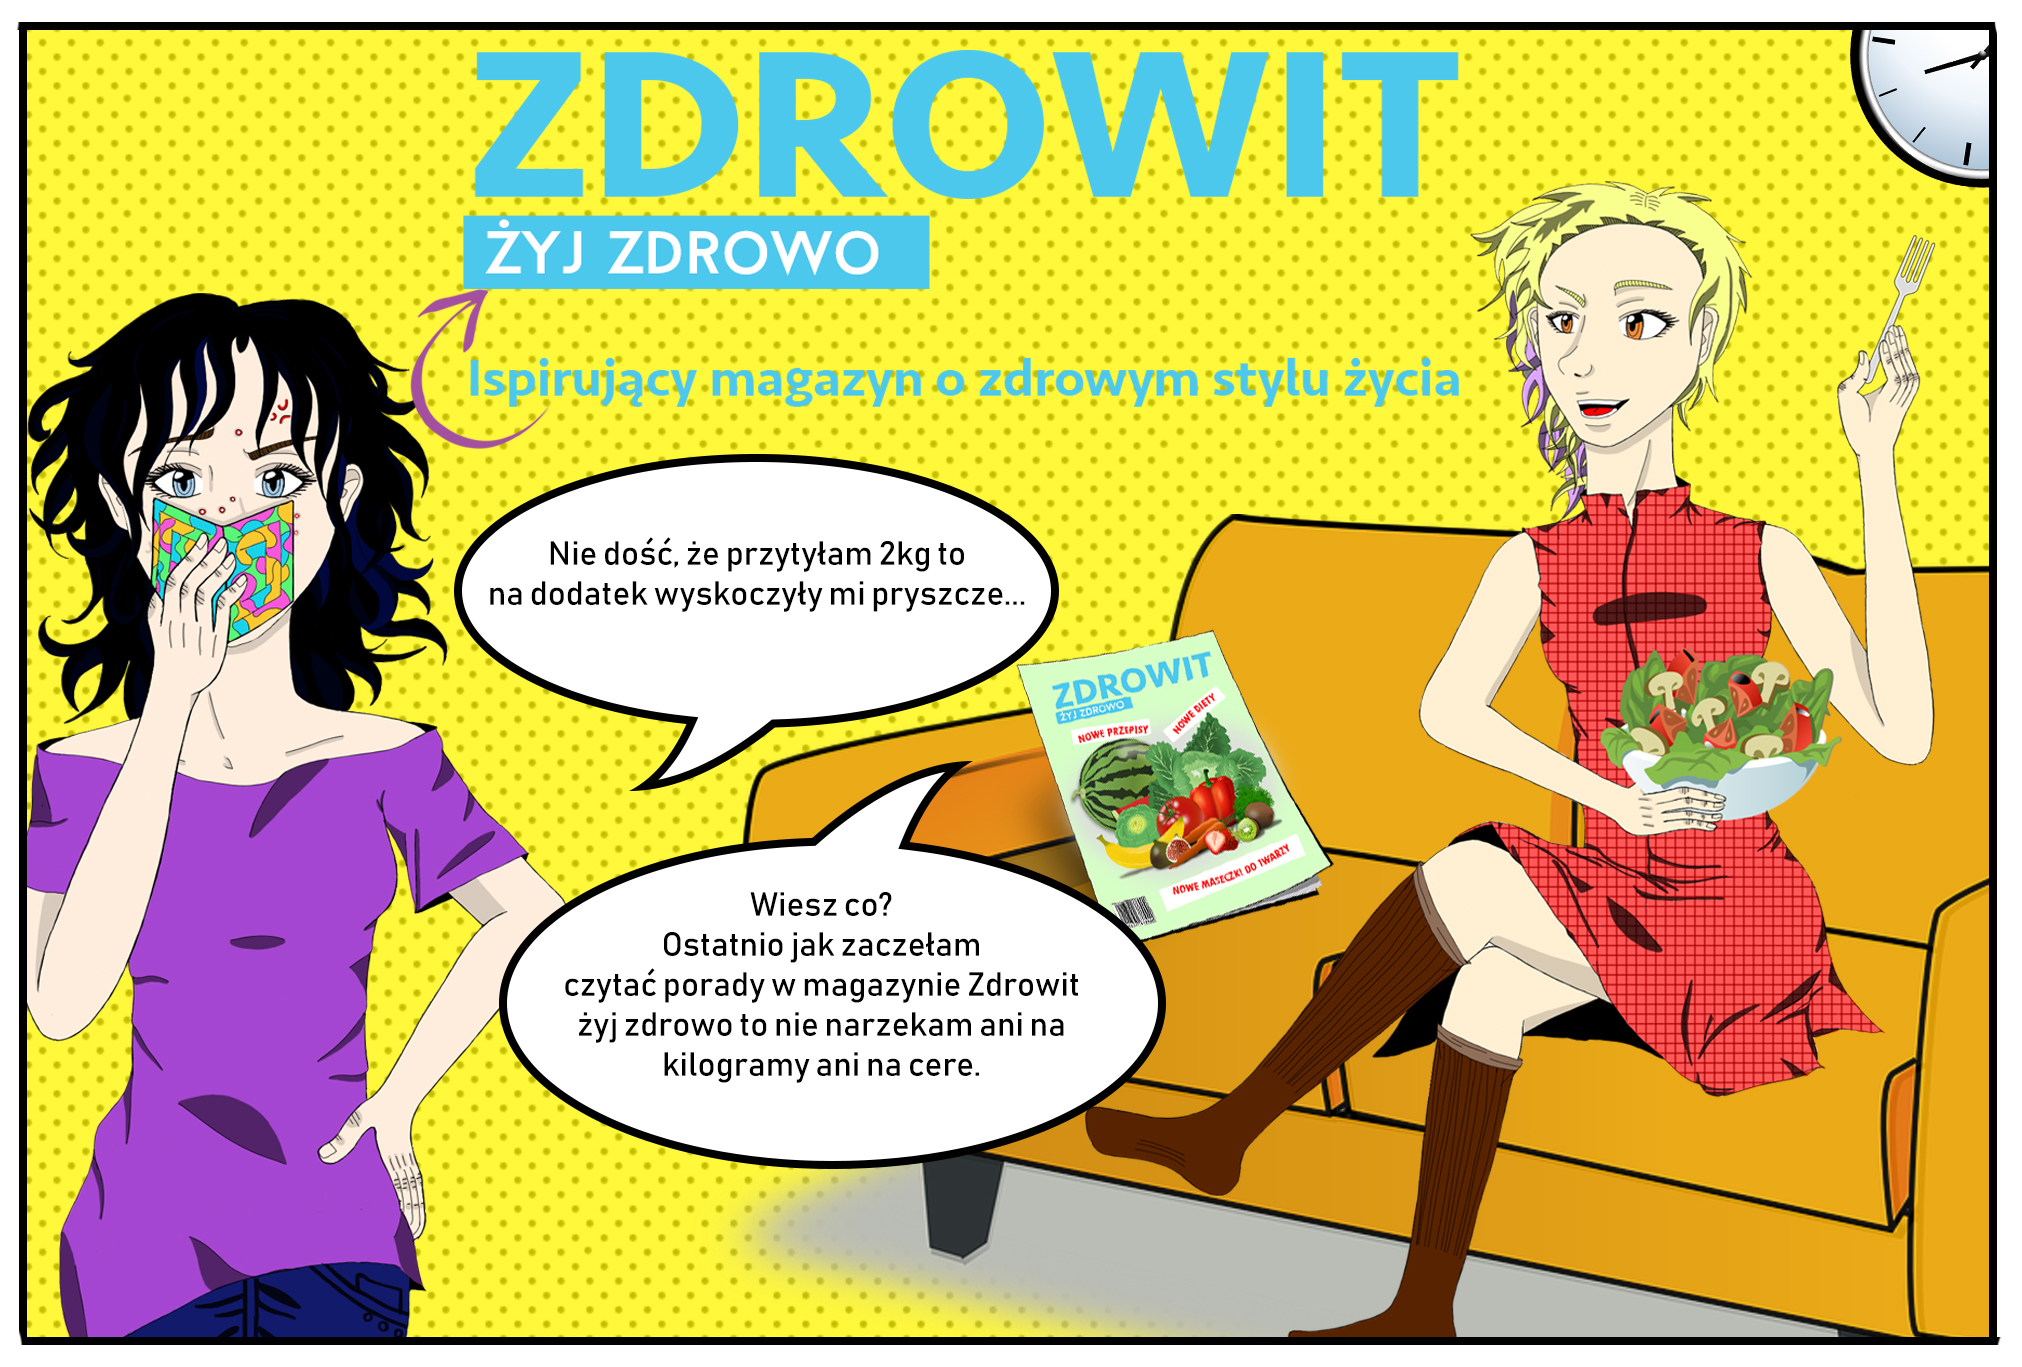 ZDROWIT
ŻYJ ZDROWO
Ispirujący magazyn o zdrowym stylu życia
Nie dość, że przytyłam 2kg to
na dodatek wyskoczyły mi pryszcze...
ZDROWIT
ŻYJ ZDROWO
NOWE PRZEPISY
NOWE DIETY
NOWE MASECZKI DO TWARZY
Wiesz co?
Ostatnio jak zaczełam
czytać porady w magazynie Zdrowit
żyj zdrowo to nie narzekam ani na
kilogramy ani na cere.